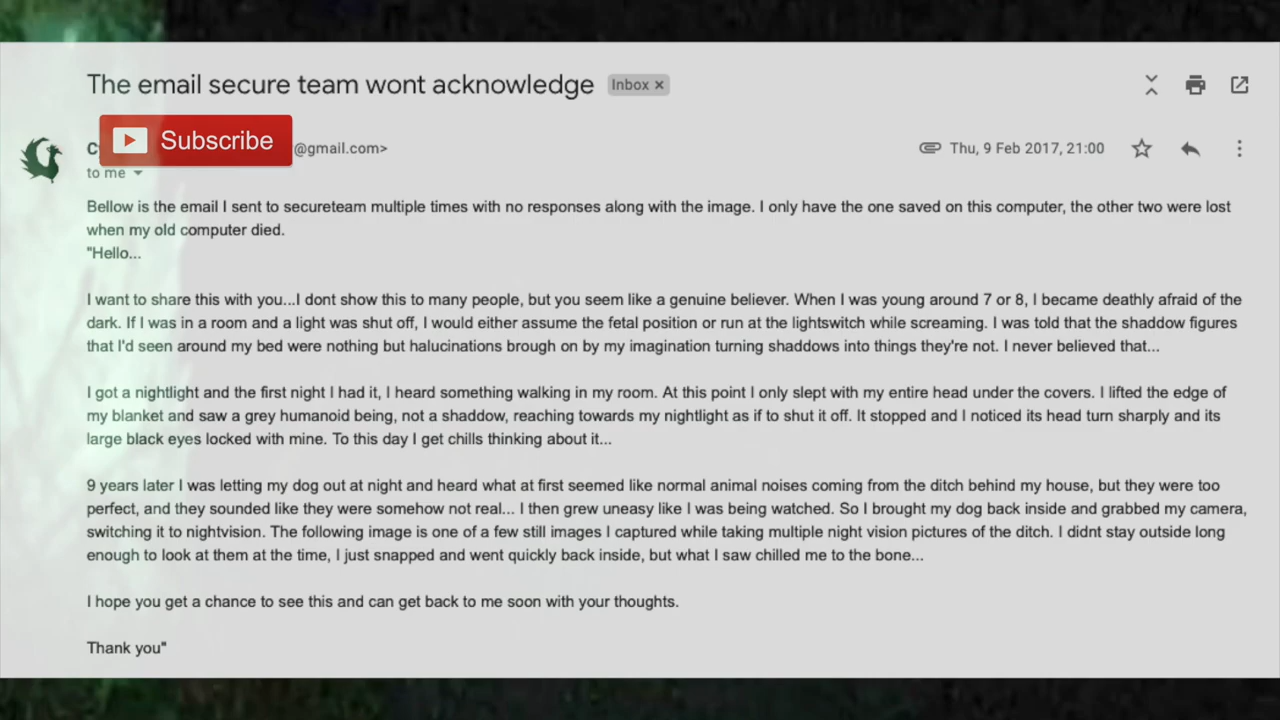 The email secure team wont acknowledge Inbox ×
C
Subscribe
@gmail.com>
Thu, 9 Feb 2017, 21:00
to me
Bellow is the email I sent to secureteam multiple times with no responses along with the image. I only have the one saved on this computer, the other two were lost
when my old computer died.
"Hello...
I want to share this with you...I dont show this to many people, but you seem like a genuine believer. When I was young around 7 or 8, I became deathly afraid of the
dark. If I was in a room and a light was shut off, I would either assume the fetal position or run at the lightswitch while screaming. I was told that the shaddow figures
that I'd seen around my bed were nothing but halucinations brough on by my imagination turning shaddows into things they're not. I never believed that...
I got a nightlight and the first night I had it, I heard something walking in my room. At this point I only slept with my entire head under the covers. I lifted the edge of
my blanket and saw a grey humanoid being, not a shaddow, reaching towards my nightlight as if to shut it off. It stopped and I noticed its head turn sharply and its
large black eyes locked with mine. To this day I get chills thinking about it...
9 years later I was letting my dog out at night and heard what at first seemed like normal animal noises coming from the ditch behind my house, but they were too
perfect, and they sounded like they were somehow not real... I then grew uneasy like I was being watched. So I brought my dog back inside and grabbed my camera,
switching it to nightvision. The following image is one of a few still images I captured while taking multiple night vision pictures of the ditch. I didnt stay outside long
enough to look at them at the time, I just snapped and went quickly back inside, but what I saw chilled me to the bone...
I hope you get a chance to see this and can get back to me soon with your thoughts.
Thank you"